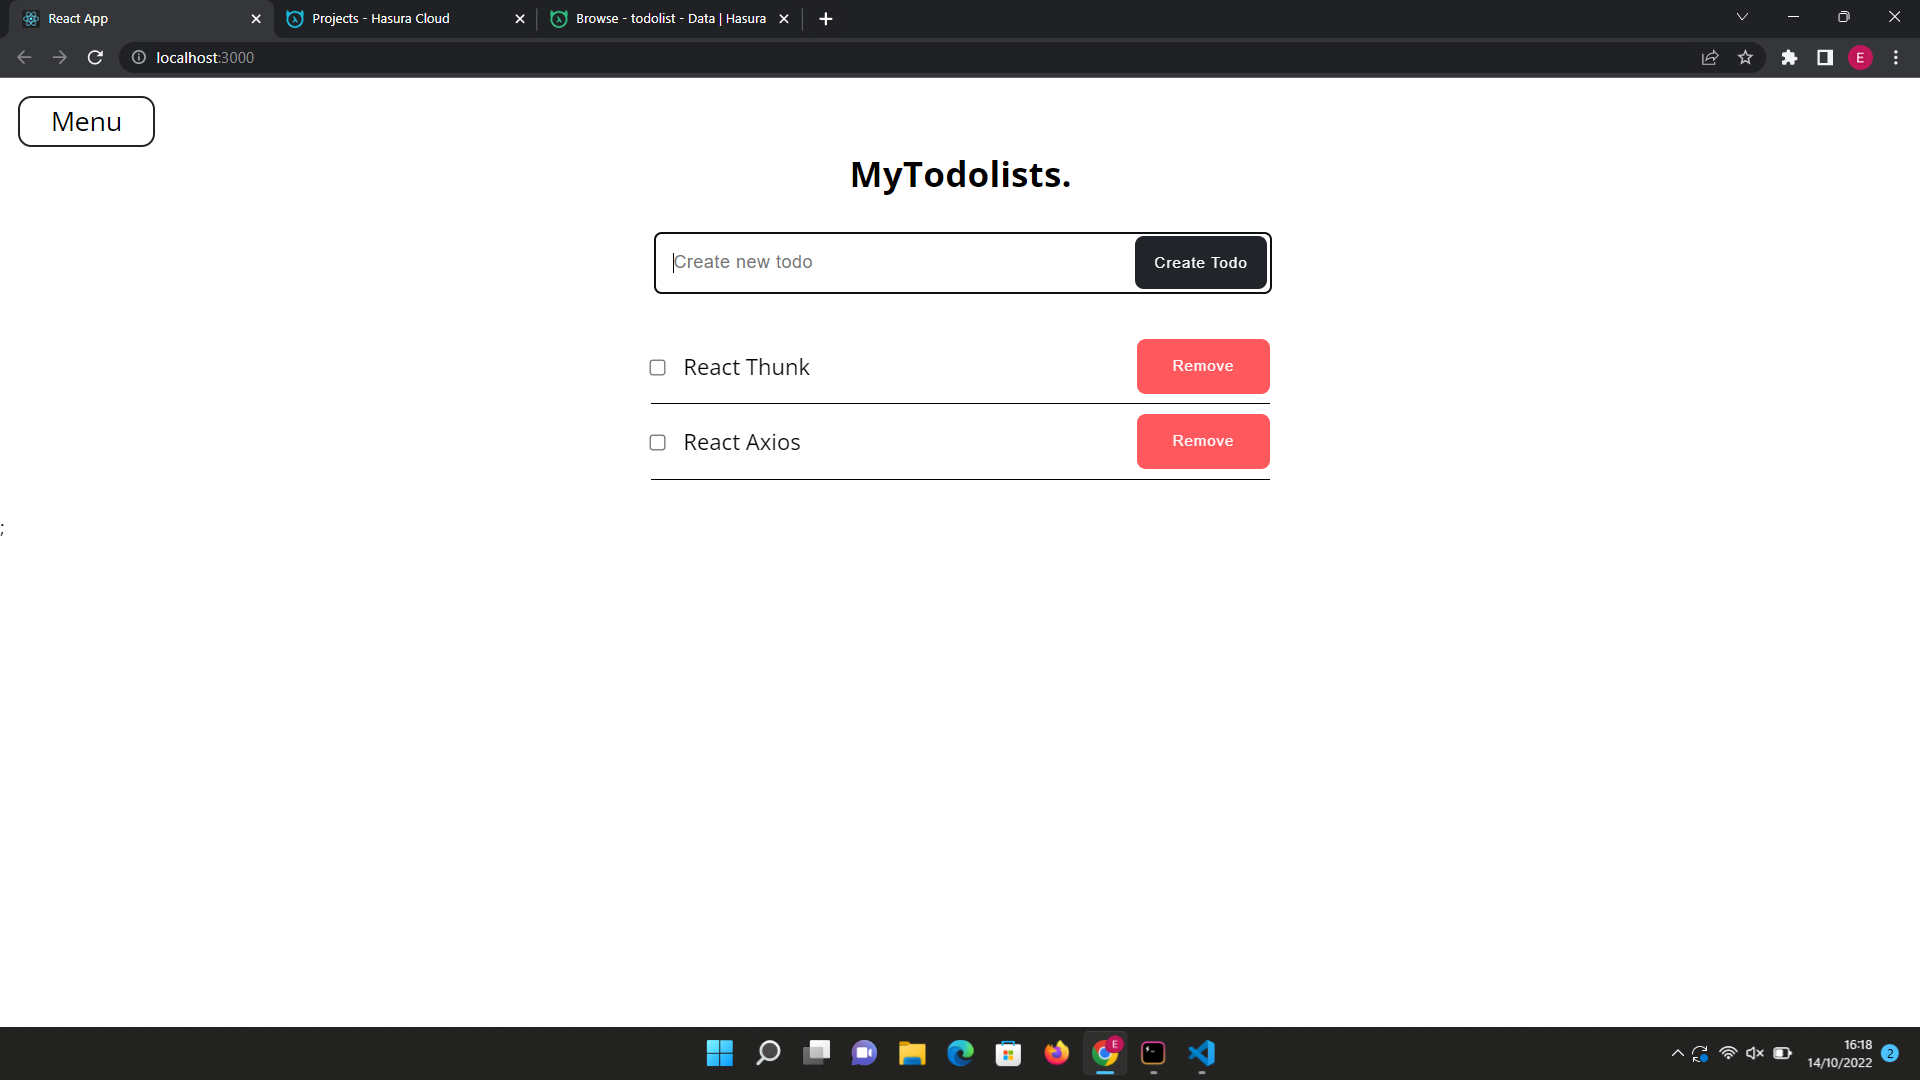 React App
Projects - Hasura Cloud
Browse - todolist - Data | Hasura
localhost:3000
E
Menu
MyTodolists.
Create new todo
Create Todo
React Thunk
Remove
React Axios
Remove
;
E
16:18
14/10/2022
2